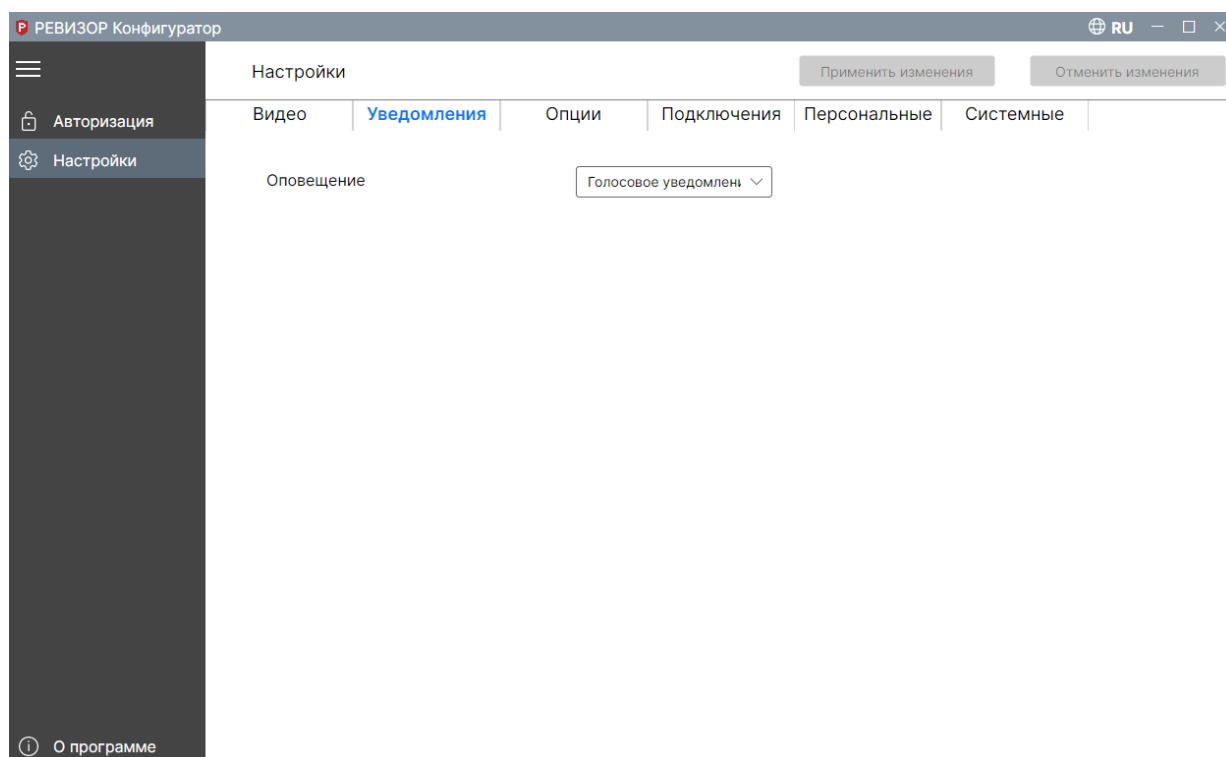 РЕВИЗОР Конфигуратор
RU
Настройки
Применить изменения
Отменить изменения
Авторизация
Настройки
Видео
Уведомления
Опции
Подключения
Персональные
Системные
Оповещение
Голосовое уведомлени
О программе